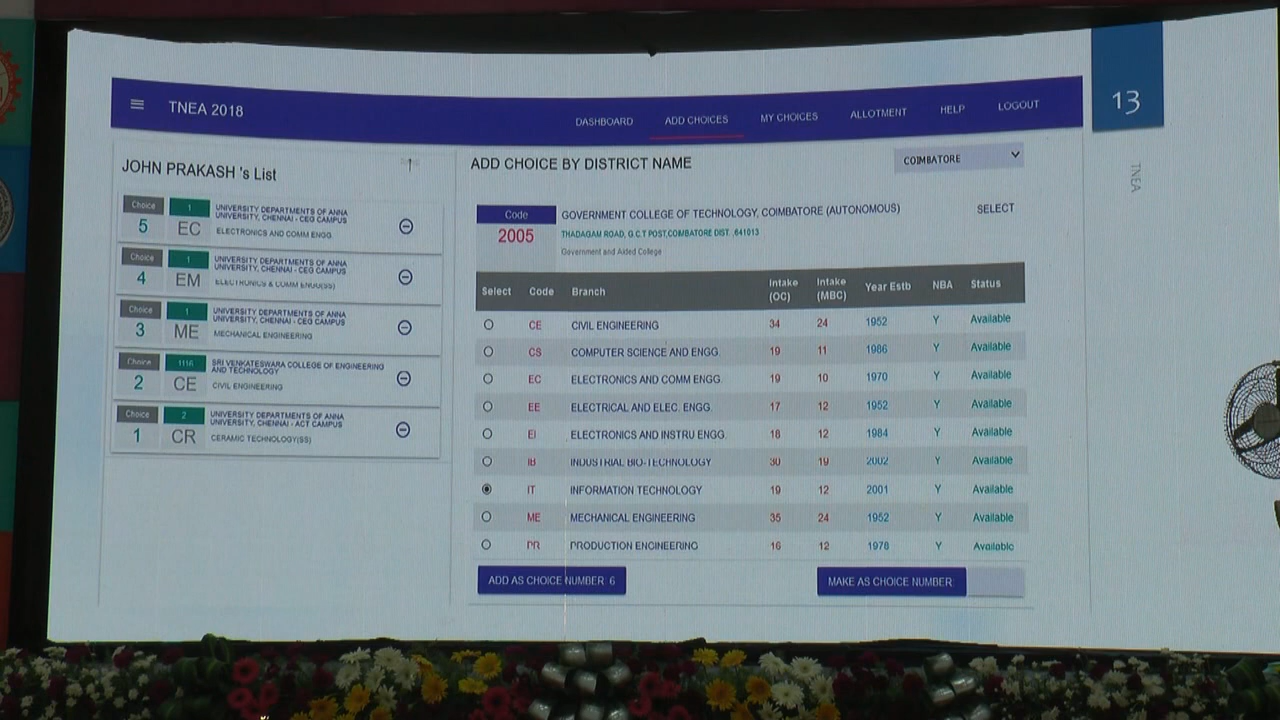 TNEA 2018
DASHBOARD ADD CHOICES MY CHOICES ALLOTMENT HELP LOGOUT
13
TNEA
JOHN PRAKASH 's List
Choice 1 UNIVERSITY DEPARTMENTS OF ANNA
UNIVERSITY, CHENNAI - CEG CAMPUS
5 EC ELECTRONICS AND COMM ENGG.
Choice 1 UNIVERSITY DEPARTMENTS OF ANNA
UNIVERSITY, CHENNAI - CEG CAMPUS
4 EM ELECTRONICS & COMM ENGG(SS)
Choice 1 UNIVERSITY DEPARTMENTS OF ANNA
UNIVERSITY, CHENNAI - CEG CAMPUS
3 ME MECHANICAL ENGINEERING
Choice 1116 SRI VENKATESWARA COLLEGE OF ENGINEERING
AND TECHNOLOGY
2 CE CIVIL ENGINEERING
Choice 2 UNIVERSITY DEPARTMENTS OF ANNA
UNIVERSITY, CHENNAI - ACT CAMPUS
1 CR CERAMIC TECHNOLOGY(SS)
ADD CHOICE BY DISTRICT NAME
COIMBATORE
Code
2005
GOVERNMENT COLLEGE OF TECHNOLOGY, COIMBATORE (AUTONOMOUS) SELECT
THADAGAM ROAD, G.C.T POST,COIMBATORE DIST .,641013
Government and Aided College
Select Code Branch Intake (OC) Intake (MBC) Year Estb NBA Status
CE CIVIL ENGINEERING 34 24 1952 Y Available
CS COMPUTER SCIENCE AND ENGG. 19 11 1986 Y Available
EC ELECTRONICS AND COMM ENGG. 19 10 1970 Y Available
EE ELECTRICAL AND ELEC. ENGG. 17 12 1952 Y Available
EI ELECTRONICS AND INSTRU ENGG. 18 12 1984 Y Available
IB INDUSTRIAL BIO-TECHNOLOGY 30 19 2002 Y Available
IT INFORMATION TECHNOLOGY 19 12 2001 Y Available
ME MECHANICAL ENGINEERING 35 24 1952 Y Available
PR PRODUCTION ENGINEERING 16 12 1978 Y Available
ADD AS CHOICE NUMBER 6
MAKE AS CHOICE NUMBER